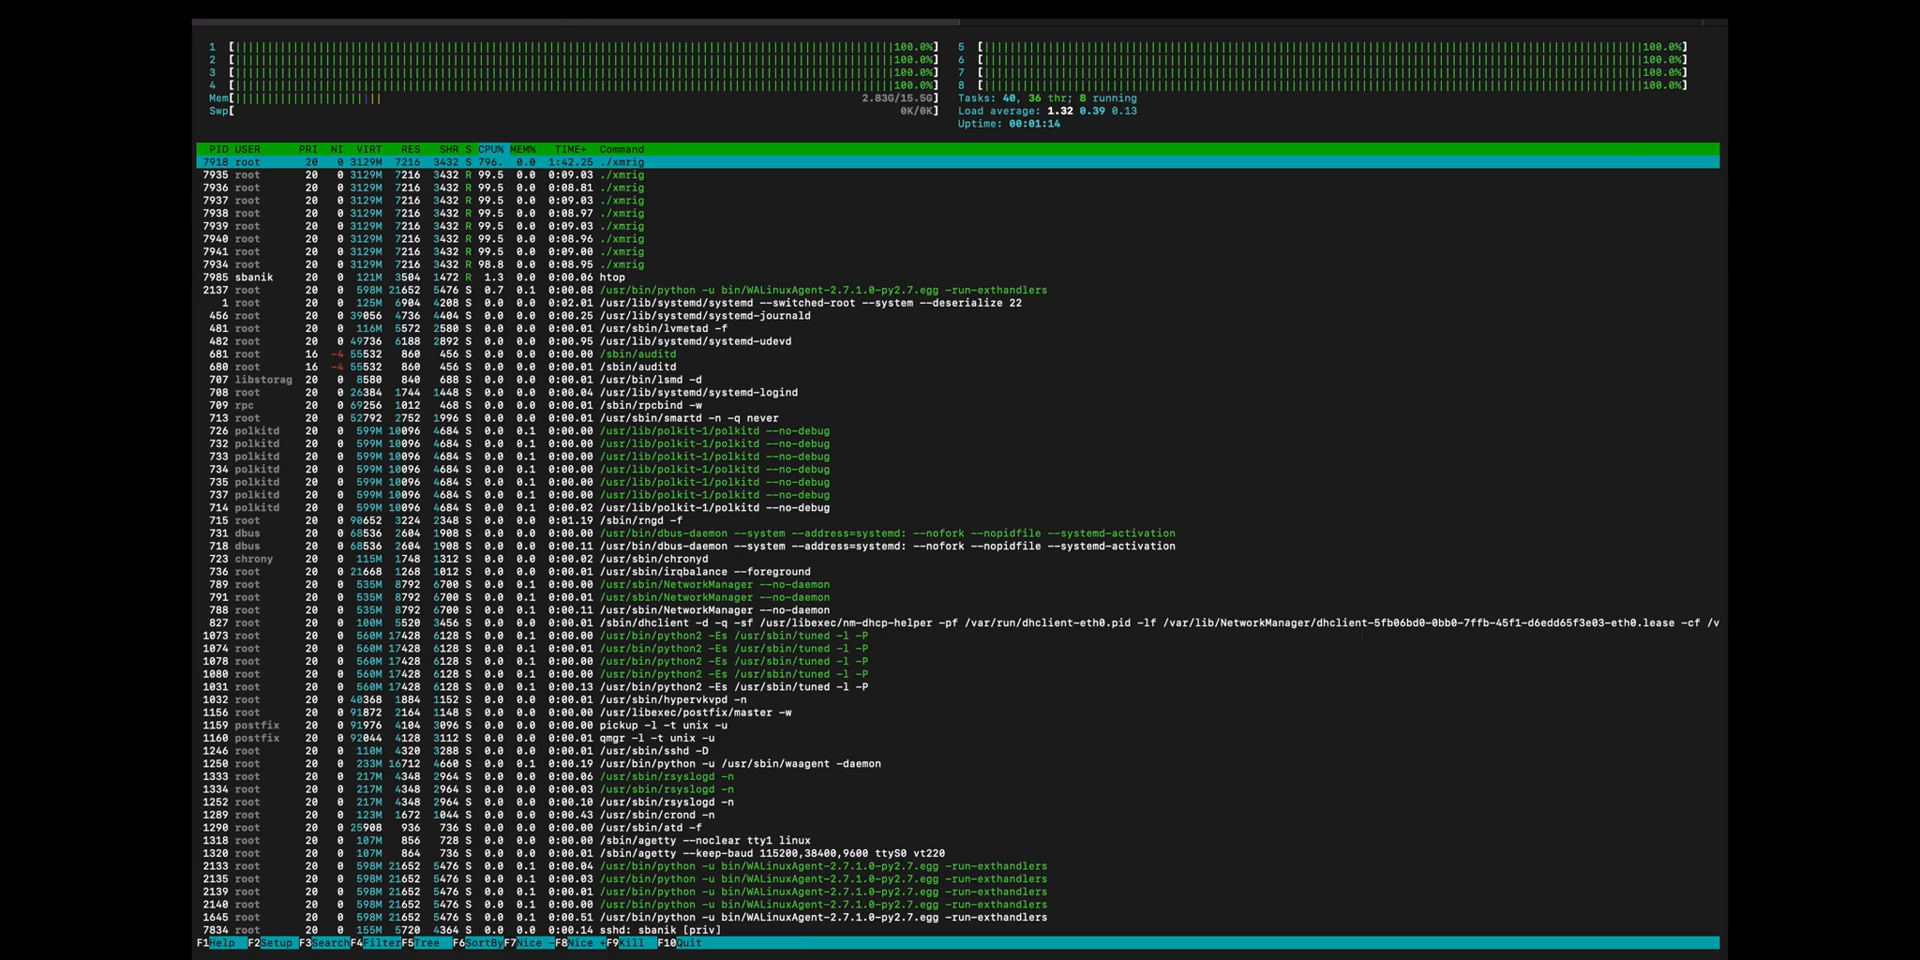 1 [||||||||||||||||||||||||||||||||||||||||||||||||||100.0%] 5 [||||||||||||||||||||||||||||||||||||||||||||||||||100.0%]
2 [||||||||||||||||||||||||||||||||||||||||||||||||||100.0%] 6 [||||||||||||||||||||||||||||||||||||||||||||||||||100.0%]
3 [||||||||||||||||||||||||||||||||||||||||||||||||||100.0%] 7 [||||||||||||||||||||||||||||||||||||||||||||||||||100.0%]
4 [||||||||||||||||||||||||||||||||||||||||||||||||||100.0%] 8 [||||||||||||||||||||||||||||||||||||||||||||||||||100.0%]
Mem[||||||||||||||||||||||| 2.83G/15.5G] Tasks: 40, 36 thr; 8 running
Swp[ 0K/0K] Load average: 1.32 0.39 0.13
Uptime: 00:01:14
PID USER PRI NI VIRT RES SHR S CPU% MEM% TIME+ Command
7918 root 20 0 3129M 7216 3432 S 796. 0.0 1:42.25 ./xmrig
7935 root 20 0 3129M 7216 3432 R 99.5 0.0 0:09.03 ./xmrig
7936 root 20 0 3129M 7216 3432 R 99.5 0.0 0:08.81 ./xmrig
7937 root 20 0 3129M 7216 3432 R 99.5 0.0 0:09.03 ./xmrig
7938 root 20 0 3129M 7216 3432 R 99.5 0.0 0:08.97 ./xmrig
7939 root 20 0 3129M 7216 3432 R 99.5 0.0 0:09.03 ./xmrig
7940 root 20 0 3129M 7216 3432 R 99.5 0.0 0:08.96 ./xmrig
7941 root 20 0 3129M 7216 3432 R 99.5 0.0 0:09.00 ./xmrig
7934 root 20 0 3129M 7216 3432 R 98.8 0.0 0:08.95 ./xmrig
7985 sbanik 20 0 121M 3504 1472 R 1.3 0.0 0:00.06 htop
2137 root 20 0 598M 21652 5476 S 0.7 0.1 0:00.08 /usr/bin/python -u bin/WALinuxAgent-2.7.1.0-py2.7.egg -run-exthandlers
1 root 20 0 125M 6904 4208 S 0.0 0.0 0:02.01 /usr/lib/systemd/systemd --switched-root --system --deserialize 22
456 root 20 0 39056 4736 4404 S 0.0 0.0 0:00.25 /usr/lib/systemd/systemd-journald
481 root 20 0 116M 5572 2580 S 0.0 0.0 0:00.01 /usr/sbin/lvmetad -f
482 root 20 0 49736 6188 2892 S 0.0 0.0 0:00.95 /usr/lib/systemd/systemd-udevd
681 root 16 -4 55532 860 456 S 0.0 0.0 0:00.00 /sbin/auditd
680 root 16 -4 55532 860 456 S 0.0 0.0 0:00.01 /sbin/auditd
707 libstorag 20 0 8580 840 688 S 0.0 0.0 0:00.01 /usr/bin/lsmd -d
708 root 20 0 26384 1744 1448 S 0.0 0.0 0:00.04 /usr/lib/systemd/systemd-logind
709 rpc 20 0 69256 1012 468 S 0.0 0.0 0:00.01 /sbin/rpcbind -w
713 root 20 0 52792 2752 1996 S 0.0 0.0 0:00.01 /usr/sbin/smartd -n -q never
726 polkitd 20 0 599M 10096 4684 S 0.0 0.1 0:00.00 /usr/lib/polkit-1/polkitd --no-debug
732 polkitd 20 0 599M 10096 4684 S 0.0 0.1 0:00.00 /usr/lib/polkit-1/polkitd --no-debug
733 polkitd 20 0 599M 10096 4684 S 0.0 0.1 0:00.00 /usr/lib/polkit-1/polkitd --no-debug
734 polkitd 20 0 599M 10096 4684 S 0.0 0.1 0:00.00 /usr/lib/polkit-1/polkitd --no-debug
735 polkitd 20 0 599M 10096 4684 S 0.0 0.1 0:00.00 /usr/lib/polkit-1/polkitd --no-debug
737 polkitd 20 0 599M 10096 4684 S 0.0 0.1 0:00.00 /usr/lib/polkit-1/polkitd --no-debug
714 polkitd 20 0 599M 10096 4684 S 0.0 0.1 0:00.02 /usr/lib/polkit-1/polkitd --no-debug
715 root 20 0 90652 3224 2348 S 0.0 0.0 0:01.19 /sbin/rngd -f
731 dbus 20 0 68536 2604 1908 S 0.0 0.0 0:00.00 /usr/bin/dbus-daemon --system --address=systemd: --nofork --nopidfile --systemd-activation
718 dbus 20 0 68536 2604 1908 S 0.0 0.0 0:00.11 /usr/bin/dbus-daemon --system --address=systemd: --nofork --nopidfile --systemd-activation
723 chrony 20 0 115M 1748 1312 S 0.0 0.0 0:00.02 /usr/sbin/chronyd
736 root 20 0 21668 1268 1012 S 0.0 0.0 0:00.01 /usr/sbin/irqbalance --foreground
789 root 20 0 535M 8792 6700 S 0.0 0.1 0:00.00 /usr/sbin/NetworkManager --no-daemon
791 root 20 0 535M 8792 6700 S 0.0 0.1 0:00.01 /usr/sbin/NetworkManager --no-daemon
788 root 20 0 535M 8792 6700 S 0.0 0.1 0:00.11 /usr/sbin/NetworkManager --no-daemon
827 root 20 0 100M 5520 3456 S 0.0 0.0 0:00.01 /sbin/dhclient -d -q -sf /usr/libexec/nm-dhcp-helper -pf /var/run/dhclient-eth0.pid -lf /var/lib/NetworkManager/dhclient-5fb06bd0-0bb0-7ffb-45f1-d6edd65f3e03-eth0.lease -cf /v
1073 root 20 0 560M 17428 6128 S 0.0 0.1 0:00.00 /usr/bin/python2 -Es /usr/sbin/tuned -l -P
1074 root 20 0 560M 17428 6128 S 0.0 0.1 0:00.01 /usr/bin/python2 -Es /usr/sbin/tuned -l -P
1078 root 20 0 560M 17428 6128 S 0.0 0.1 0:00.00 /usr/bin/python2 -Es /usr/sbin/tuned -l -P
1080 root 20 0 560M 17428 6128 S 0.0 0.1 0:00.00 /usr/bin/python2 -Es /usr/sbin/tuned -l -P
1031 root 20 0 560M 17428 6128 S 0.0 0.1 0:00.13 /usr/bin/python2 -Es /usr/sbin/tuned -l -P
1032 root 20 0 40368 1884 1152 S 0.0 0.0 0:00.01 /usr/sbin/hypervkvpd -n
1156 root 20 0 91872 2164 1148 S 0.0 0.0 0:00.00 /usr/libexec/postfix/master -w
1159 postfix 20 0 91976 4104 3096 S 0.0 0.0 0:00.00 pickup -l -t unix -u
1160 postfix 20 0 92044 4128 3112 S 0.0 0.0 0:00.01 qmgr -l -t unix -u
1246 root 20 0 110M 4320 3288 S 0.0 0.0 0:00.01 /usr/sbin/sshd -D
1250 root 20 0 233M 16712 4660 S 0.0 0.1 0:00.19 /usr/bin/python -u /usr/sbin/waagent -daemon
1333 root 20 0 217M 4348 2964 S 0.0 0.0 0:00.06 /usr/sbin/rsyslogd -n
1334 root 20 0 217M 4348 2964 S 0.0 0.0 0:00.03 /usr/sbin/rsyslogd -n
1252 root 20 0 217M 4348 2964 S 0.0 0.0 0:00.10 /usr/sbin/rsyslogd -n
1289 root 20 0 123M 1672 1044 S 0.0 0.0 0:00.43 /usr/sbin/crond -n
1290 root 20 0 25908 936 736 S 0.0 0.0 0:00.00 /usr/sbin/atd -f
1318 root 20 0 107M 856 728 S 0.0 0.0 0:00.00 /sbin/agetty --noclear tty1 linux
1320 root 20 0 107M 864 736 S 0.0 0.0 0:00.01 /sbin/agetty --keep-baud 115200,38400,9600 ttyS0 vt220
2133 root 20 0 598M 21652 5476 S 0.0 0.1 0:00.04 /usr/bin/python -u bin/WALinuxAgent-2.7.1.0-py2.7.egg -run-exthandlers
2135 root 20 0 598M 21652 5476 S 0.0 0.1 0:00.03 /usr/bin/python -u bin/WALinuxAgent-2.7.1.0-py2.7.egg -run-exthandlers
2139 root 20 0 598M 21652 5476 S 0.0 0.1 0:00.01 /usr/bin/python -u bin/WALinuxAgent-2.7.1.0-py2.7.egg -run-exthandlers
2140 root 20 0 598M 21652 5476 S 0.0 0.1 0:00.00 /usr/bin/python -u bin/WALinuxAgent-2.7.1.0-py2.7.egg -run-exthandlers
1645 root 20 0 598M 21652 5476 S 0.0 0.1 0:00.51 /usr/bin/python -u bin/WALinuxAgent-2.7.1.0-py2.7.egg -run-exthandlers
7834 root 20 0 155M 5720 4364 S 0.0 0.0 0:00.14 sshd: sbanik [priv]
F1Help F2Setup F3SearchF4FilterF5Tree F6SortByF7Nice -F8Nice +F9Kill F10Quit